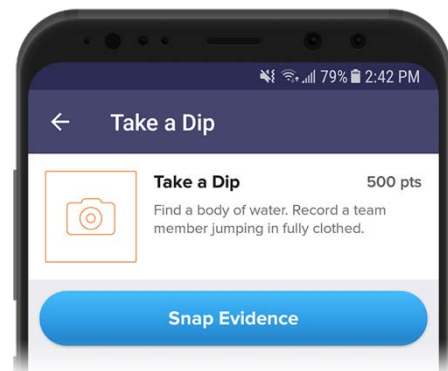 79% 2:42 PM
Take a Dip
Take a Dip 500 pts
Find a body of water. Record a team
member jumping in fully clothed.
Snap Evidence